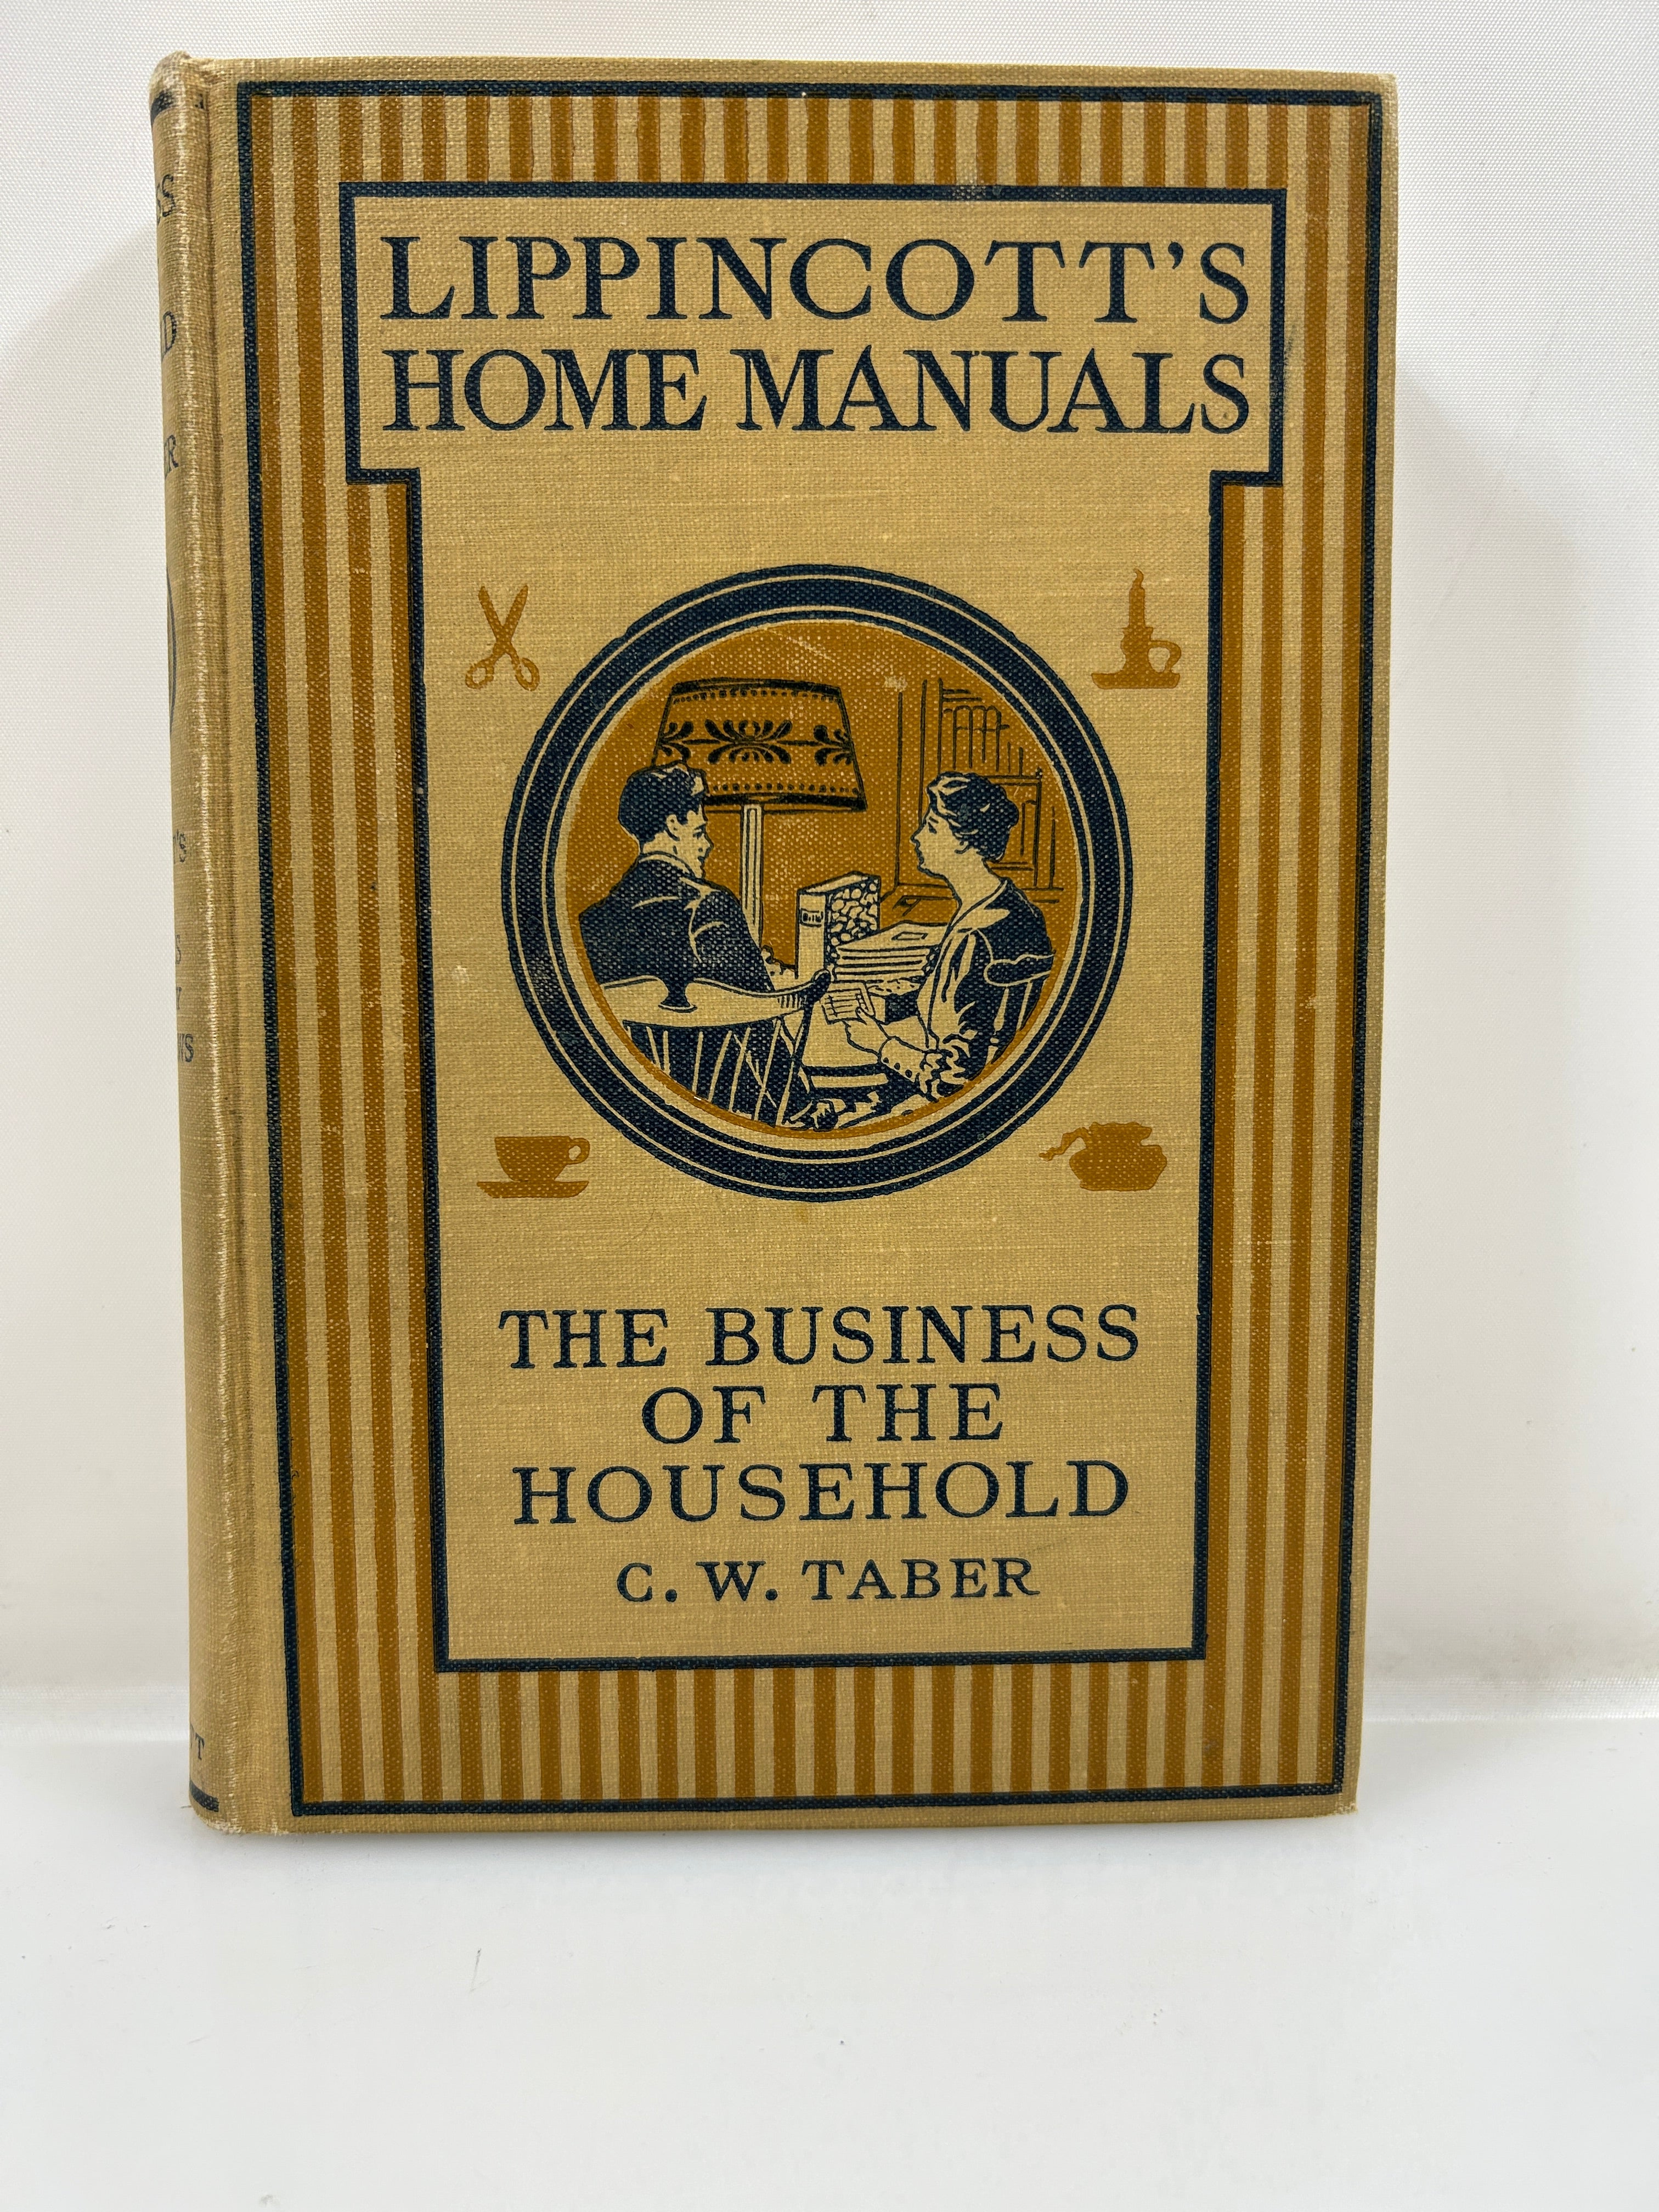 LIPPINCOTT'S
HOME MANUALS
THE BUSINESS
OF THE
HOUSEHOLD
C. W. TABER